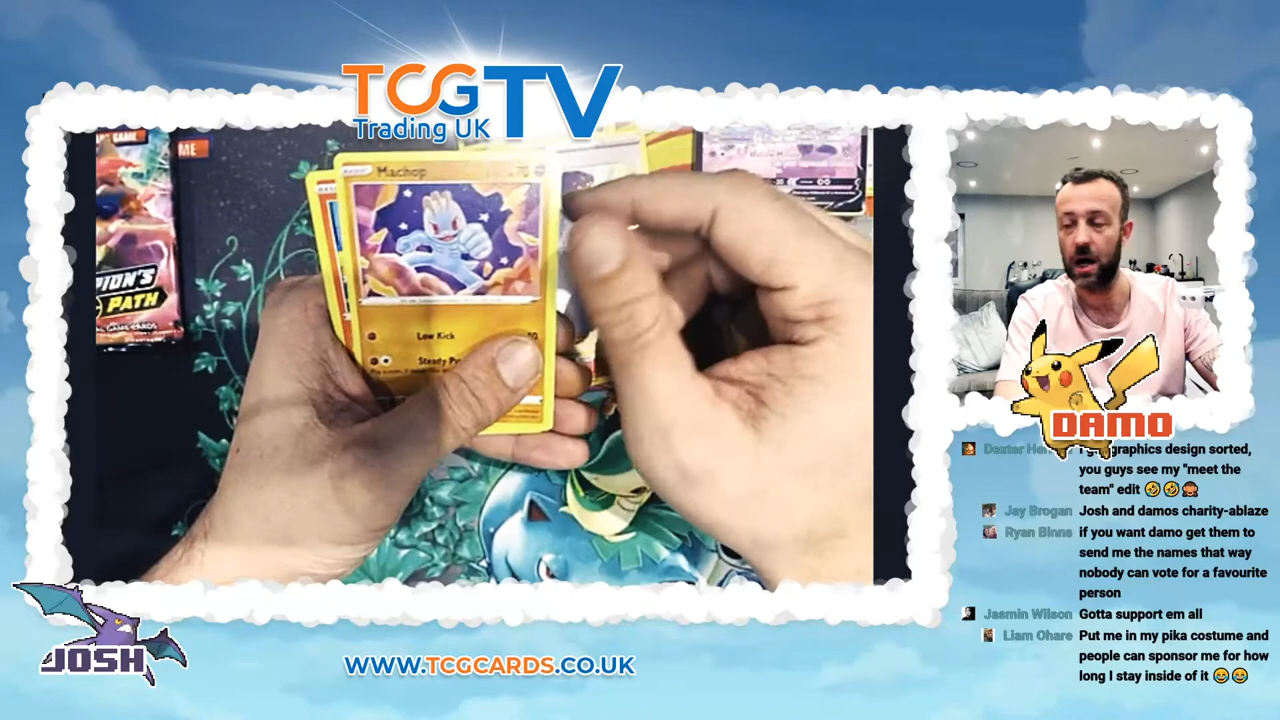 TCG TV
Trading UK
ME
Machop
70
ION'S
PATH
Low Kick
DAMO
graphics design sorted,
you guys see my "meet the
team" edit 🤣🤣🙊
Jay Brogan Josh and damos charity-ablaze
Ryan Binns if you want damo get them to
send me the names that way
nobody can vote for a favourite
person
Jasmin Wilson Gotta support em all
Liam Ohare Put me in my pika costume and
people can sponsor me for how
long I stay inside of it 😂😂
JOSH
WWW.TCGCARDS.CO.UK